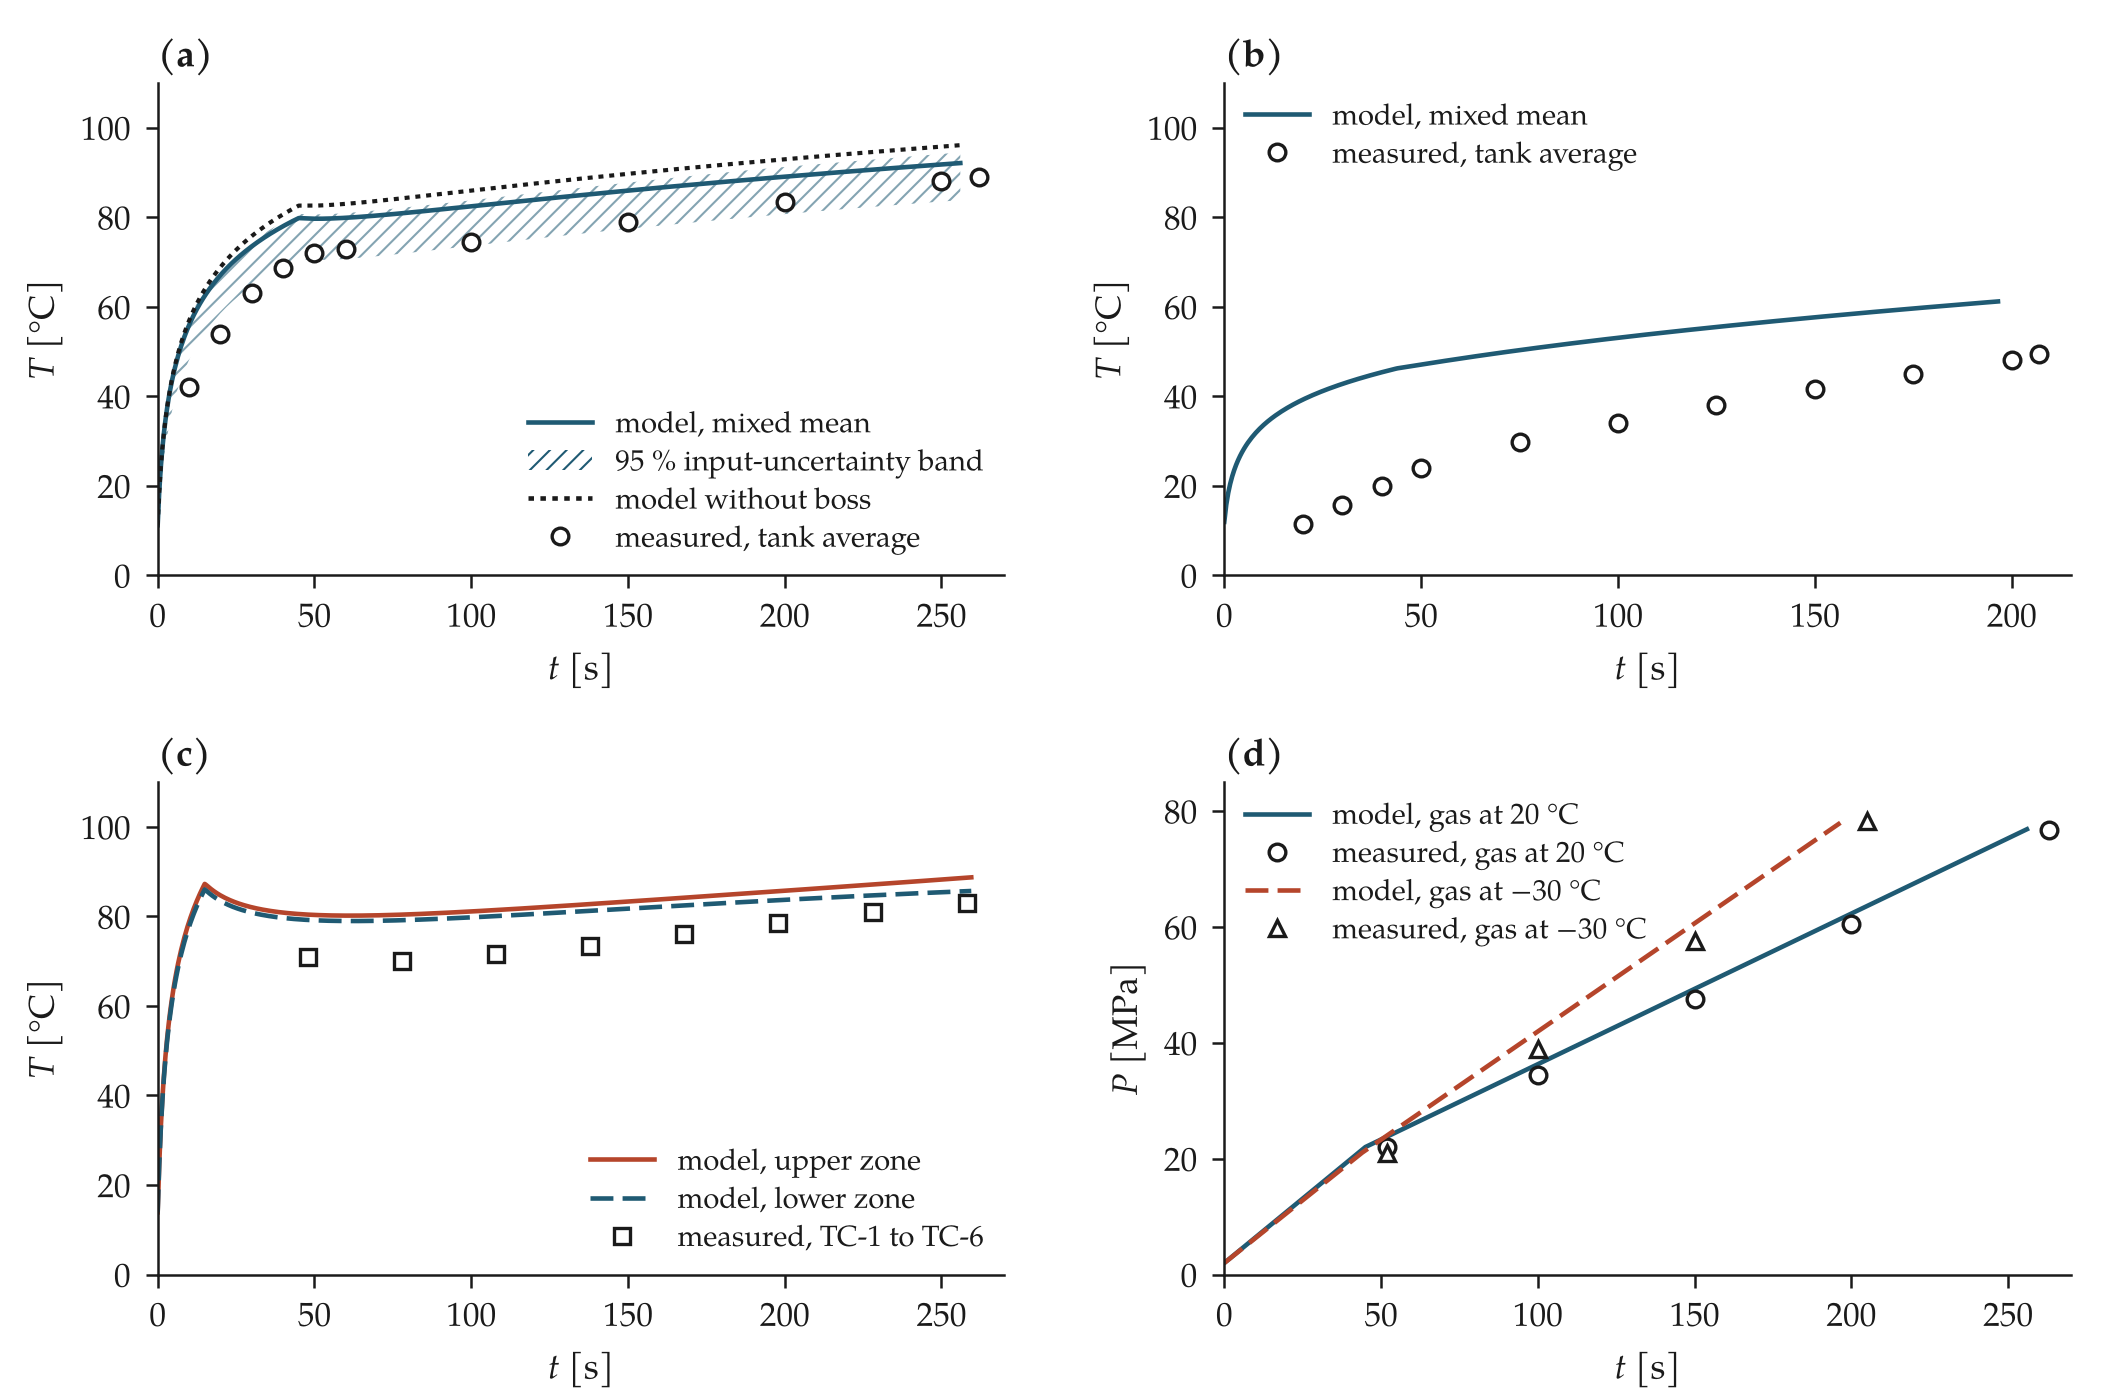 (a)
T [°C]
100
80
60
40
20
0
model, mixed mean
95 % input-uncertainty band
model without boss
measured, tank average
0 50 100 150 200 250
t [s]
(b)
T [°C]
100
80
60
40
20
0
model, mixed mean
measured, tank average
0 50 100 150 200
t [s]
(c)
T [°C]
100
80
60
40
20
0
model, upper zone
model, lower zone
measured, TC-1 to TC-6
0 50 100 150 200 250
t [s]
(d)
P [MPa]
80
60
40
20
0
model, gas at 20 °C
measured, gas at 20 °C
model, gas at −30 °C
measured, gas at −30 °C
0 50 100 150 200 250
t [s]